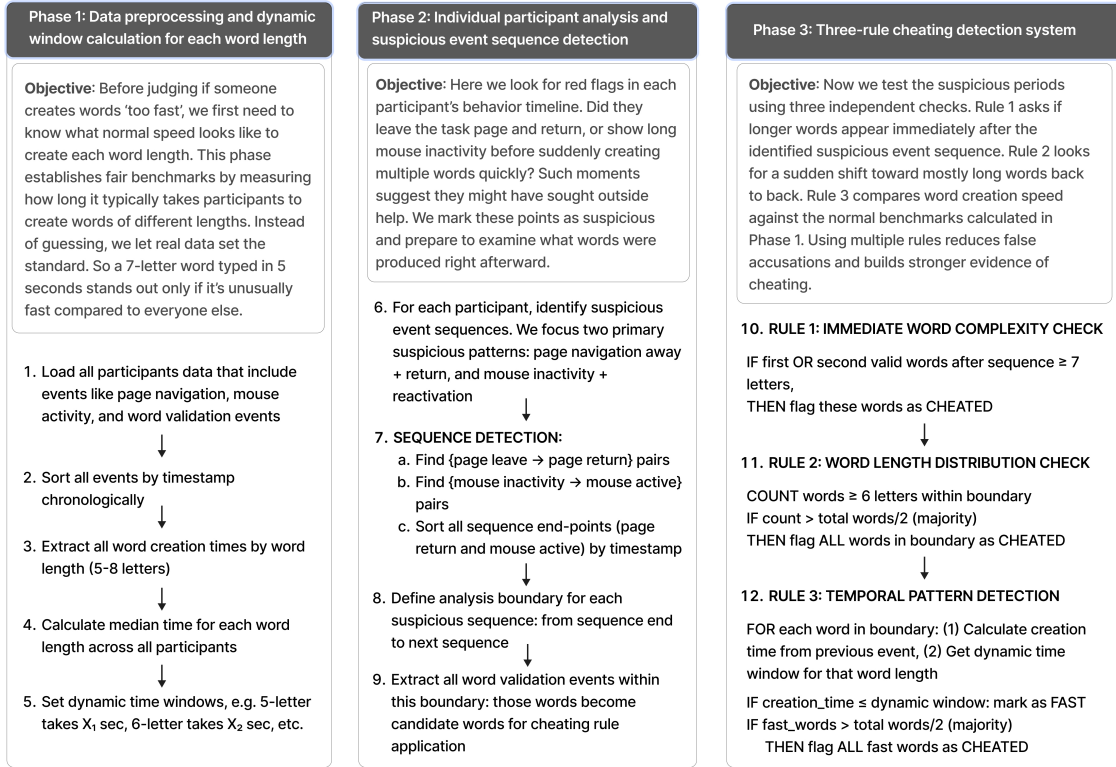 Phase 1: Data preprocessing and dynamic
window calculation for each word length
Objective: Before judging if someone
creates words ‘too fast’, we first need to
know what normal speed looks like to
create each word length. This phase
establishes fair benchmarks by measuring
how long it typically takes participants to
create words of different lengths. Instead
of guessing, we let real data set the
standard. So a 7-letter word typed in 5
seconds stands out only if it’s unusually
fast compared to everyone else.
1. Load all participants data that include
events like page navigation, mouse
activity, and word validation events
2. Sort all events by timestamp
chronologically
3. Extract all word creation times by word
length (5-8 letters)
4. Calculate median time for each word
length across all participants
5. Set dynamic time windows, e.g. 5-letter
takes X₁ sec, 6-letter takes X₂ sec, etc.
Phase 2: Individual participant analysis and
suspicious event sequence detection
Objective: Here we look for red flags in each
participant’s behavior timeline. Did they
leave the task page and return, or show long
mouse inactivity before suddenly creating
multiple words quickly? Such moments
suggest they might have sought outside
help. We mark these points as suspicious
and prepare to examine what words were
produced right afterward.
6. For each participant, identify suspicious
event sequences. We focus two primary
suspicious patterns: page navigation away
+ return, and mouse inactivity +
reactivation
7. SEQUENCE DETECTION:
a. Find {page leave → page return} pairs
b. Find {mouse inactivity → mouse active}
pairs
c. Sort all sequence end-points (page
return and mouse active) by timestamp
8. Define analysis boundary for each
suspicious sequence: from sequence end
to next sequence
9. Extract all word validation events within
this boundary: those words become
candidate words for cheating rule
application
Phase 3: Three-rule cheating detection system
Objective: Now we test the suspicious periods
using three independent checks. Rule 1 asks if
longer words appear immediately after the
identified suspicious event sequence. Rule 2 looks
for a sudden shift toward mostly long words back
to back. Rule 3 compares word creation speed
against the normal benchmarks calculated in
Phase 1. Using multiple rules reduces false
accusations and builds stronger evidence of
cheating.
10. RULE 1: IMMEDIATE WORD COMPLEXITY CHECK
IF first OR second valid words after sequence ≥ 7
letters,
THEN flag these words as CHEATED
11. RULE 2: WORD LENGTH DISTRIBUTION CHECK
COUNT words ≥ 6 letters within boundary
IF count > total words/2 (majority)
THEN flag ALL words in boundary as CHEATED
12. RULE 3: TEMPORAL PATTERN DETECTION
FOR each word in boundary: (1) Calculate creation
time from previous event, (2) Get dynamic time
window for that word length
IF creation_time ≤ dynamic window: mark as FAST
IF fast_words > total words/2 (majority)
THEN flag ALL fast words as CHEATED